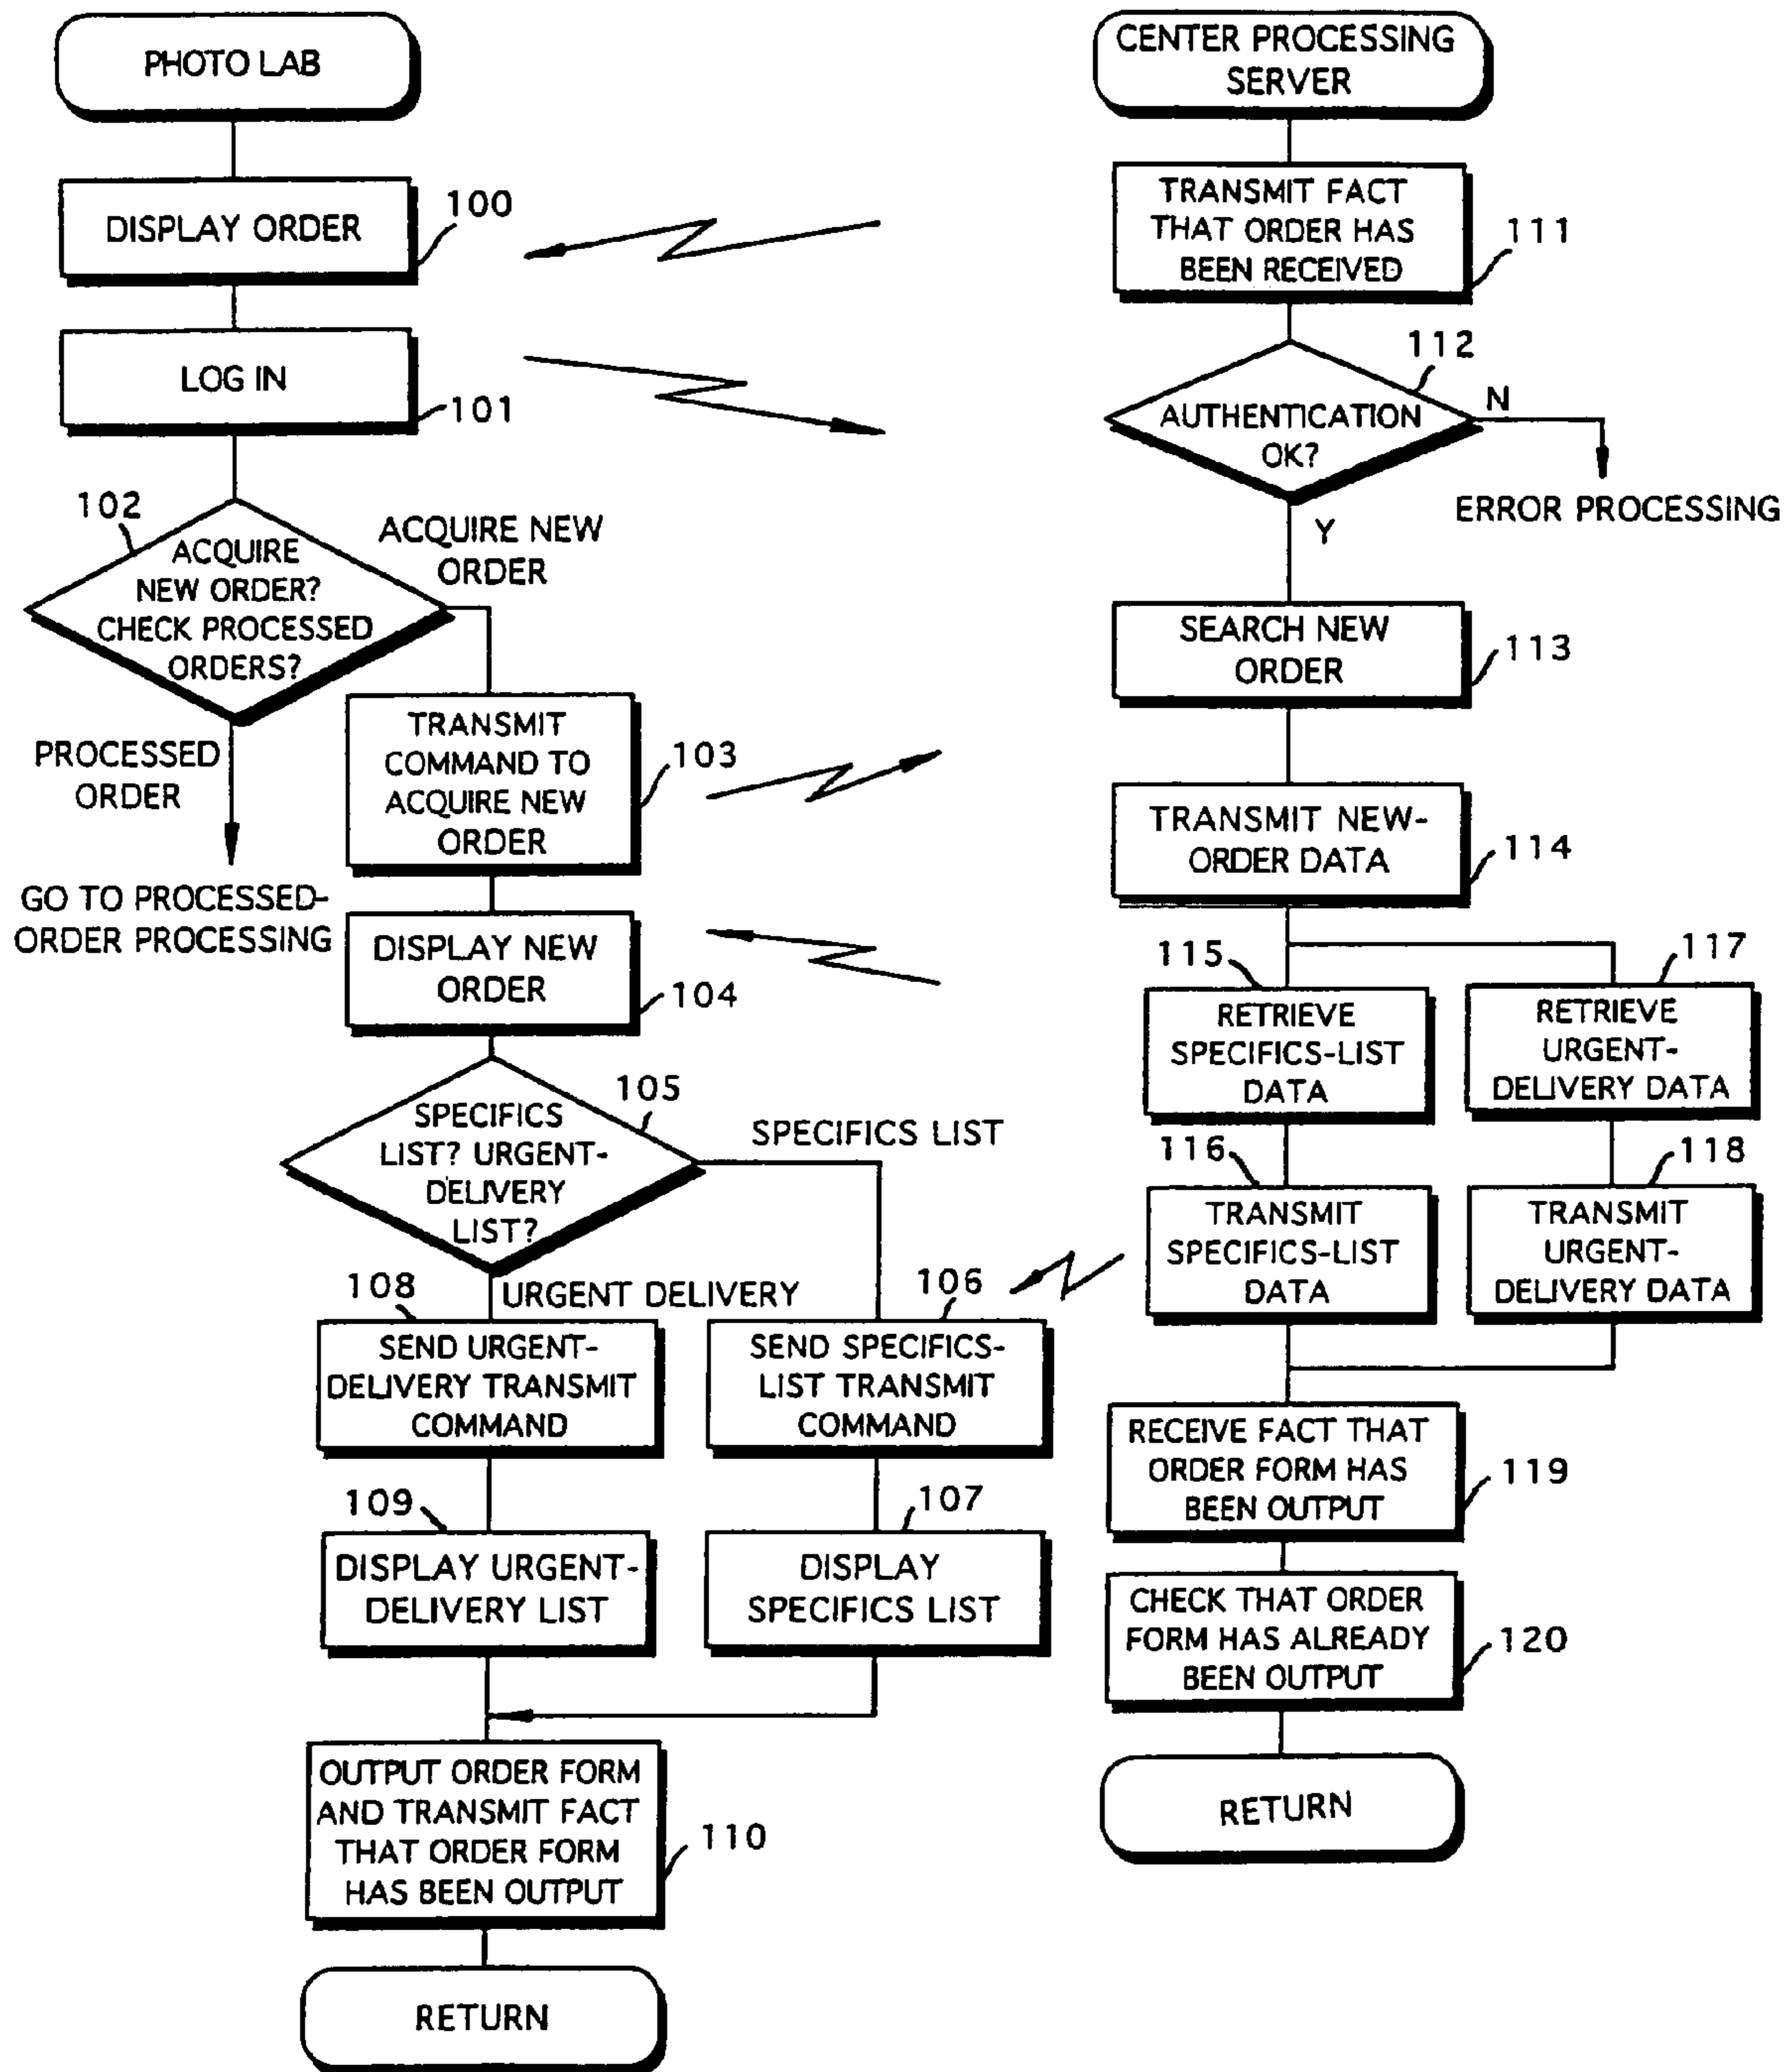 PHOTO LAB
DISPLAY ORDER
100
LOG IN
101
102
ACQUIRE
NEW ORDER?
CHECK PROCESSED
ORDERS?
ACQUIRE NEW
ORDER
PROCESSED
ORDER
GO TO PROCESSED-
ORDER PROCESSING
TRANSMIT
COMMAND TO
ACQUIRE NEW
ORDER
103
DISPLAY NEW
ORDER
104
105
SPECIFICS
LIST? URGENT-
DELIVERY
LIST?
SPECIFICS LIST
URGENT DELIVERY
108
SEND URGENT-
DELIVERY TRANSMIT
COMMAND
106
SEND SPECIFICS-
LIST TRANSMIT
COMMAND
109
DISPLAY URGENT-
DELIVERY LIST
107
DISPLAY
SPECIFICS LIST
OUTPUT ORDER FORM
AND TRANSMIT FACT
THAT ORDER FORM
HAS BEEN OUTPUT
110
RETURN
CENTER PROCESSING
SERVER
TRANSMIT FACT
THAT ORDER HAS
BEEN RECEIVED
111
112
AUTHENTICATION
OK?
N
ERROR PROCESSING
Y
SEARCH NEW
ORDER
113
TRANSMIT NEW-
ORDER DATA
114
115
RETRIEVE
SPECIFICS-LIST
DATA
117
RETRIEVE
URGENT-
DELIVERY DATA
116
TRANSMIT
SPECIFICS-LIST
DATA
118
TRANSMIT
URGENT-
DELIVERY DATA
RECEIVE FACT THAT
ORDER FORM HAS
BEEN OUTPUT
119
CHECK THAT ORDER
FORM HAS ALREADY
BEEN OUTPUT
120
RETURN